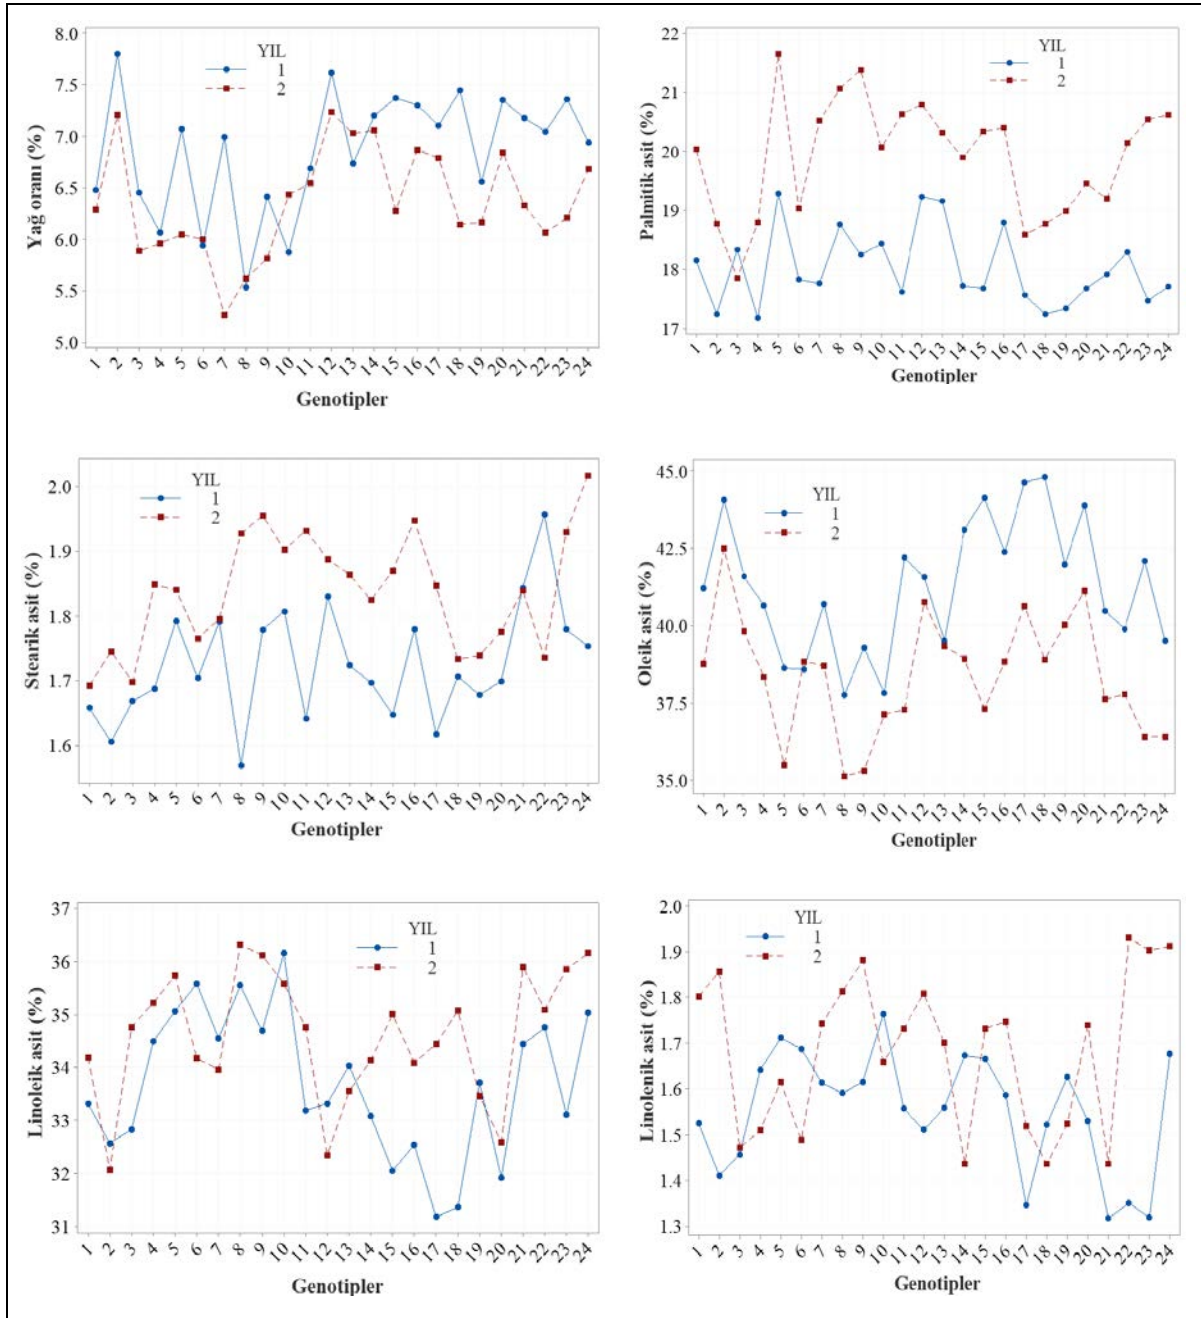 Yağ oranı (%)
8.0
7.5
7.0
6.5
6.0
5.5
5.0
YIL
1
2
1 2 3 4 5 6 7 8 9 10 11 12 13 14 15 16 17 18 19 20 21 22 23 24
Genotipler
Palmitik asit (%)
22
21
20
19
18
17
YIL
1
2
1 2 3 4 5 6 7 8 9 10 11 12 13 14 15 16 17 18 19 20 21 22 23 24
Genotipler
Stearik asit (%)
2.0
1.9
1.8
1.7
1.6
YIL
1
2
1 2 3 4 5 6 7 8 9 10 11 12 13 14 15 16 17 18 19 20 21 22 23 24
Genotipler
Oleik asit (%)
45.0
42.5
40.0
37.5
35.0
YIL
1
2
1 2 3 4 5 6 7 8 9 10 11 12 13 14 15 16 17 18 19 20 21 22 23 24
Genotipler
Linoleik asit (%)
37
36
35
34
33
32
31
YIL
1
2
1 2 3 4 5 6 7 8 9 10 11 12 13 14 15 16 17 18 19 20 21 22 23 24
Genotipler
Linolenik asit (%)
2.0
1.9
1.8
1.7
1.6
1.5
1.4
1.3
YIL
1
2
1 2 3 4 5 6 7 8 9 10 11 12 13 14 15 16 17 18 19 20 21 22 23 24
Genotipler